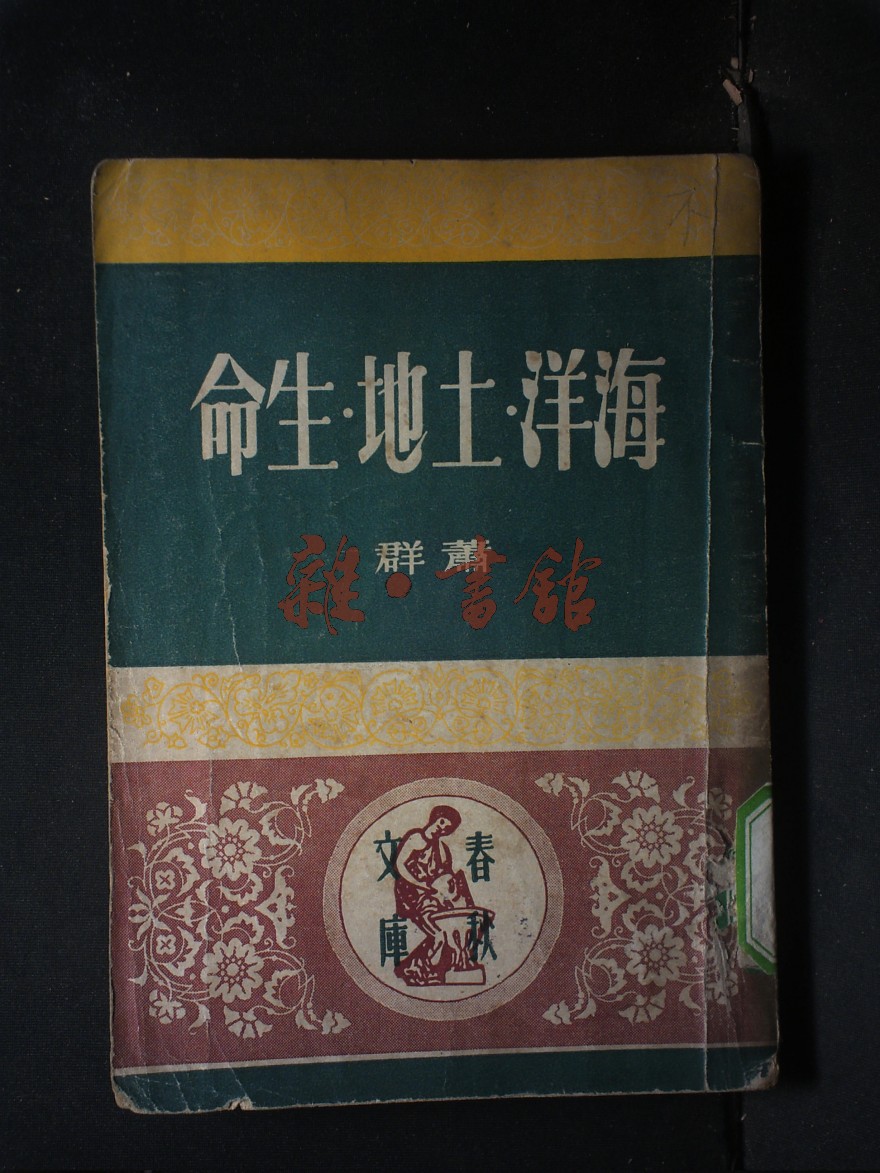 海洋·土地·生命
蕭群
雜·書館
春秋
文庫